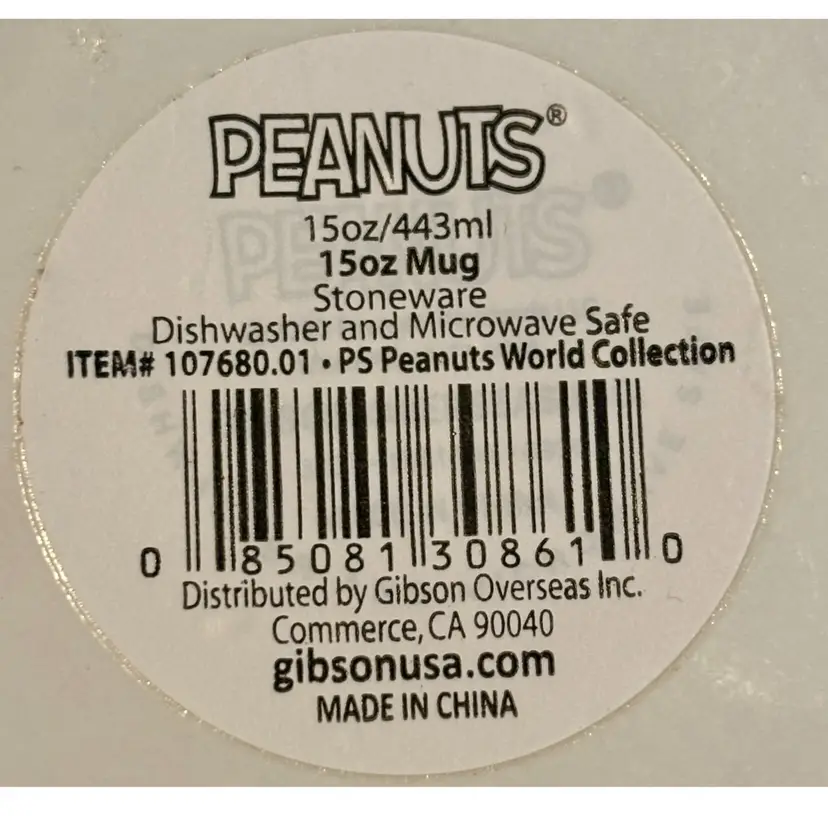 PEANUTS®
15oz/443ml
15oz Mug
Stoneware
Dishwasher and Microwave Safe
ITEM# 107680.01 • PS Peanuts World Collection
0 85081 30861 0
Distributed by Gibson Overseas Inc.
Commerce, CA 90040
gibsonusa.com
MADE IN CHINA